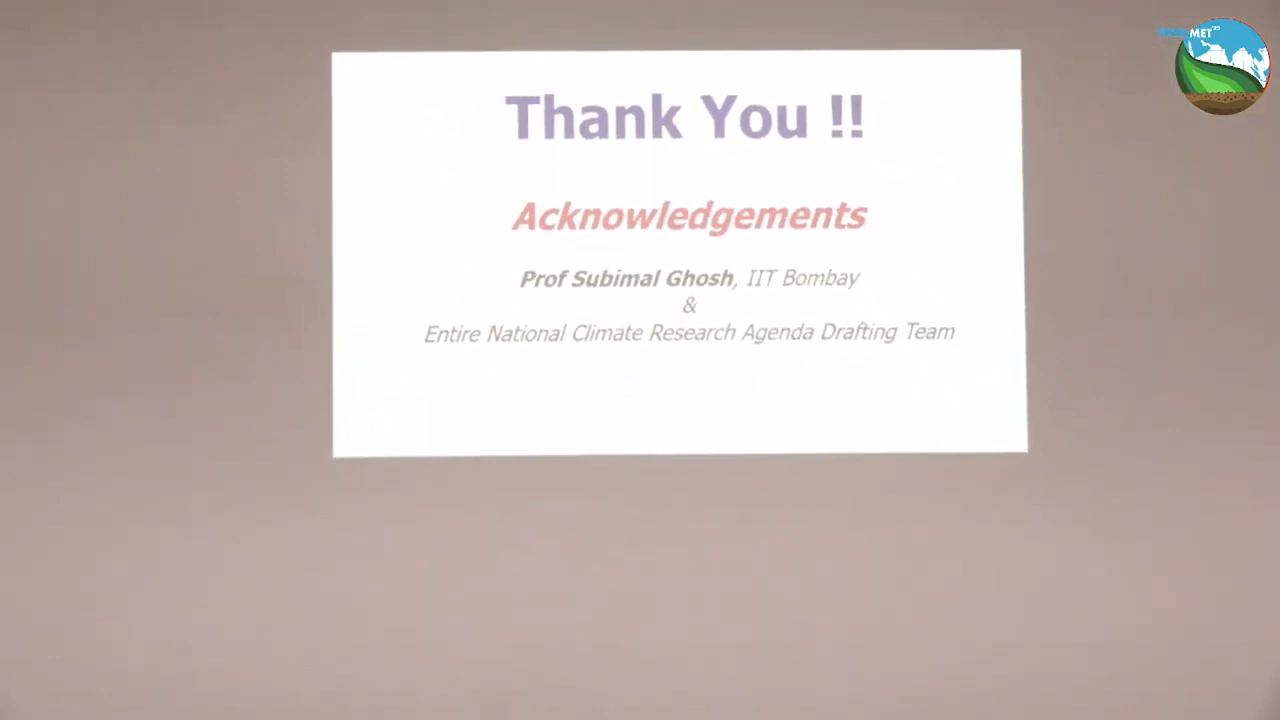 Thank You !!
Acknowledgements
Prof Subimal Ghosh, IIT Bombay
&
Entire National Climate Research Agenda Drafting Team